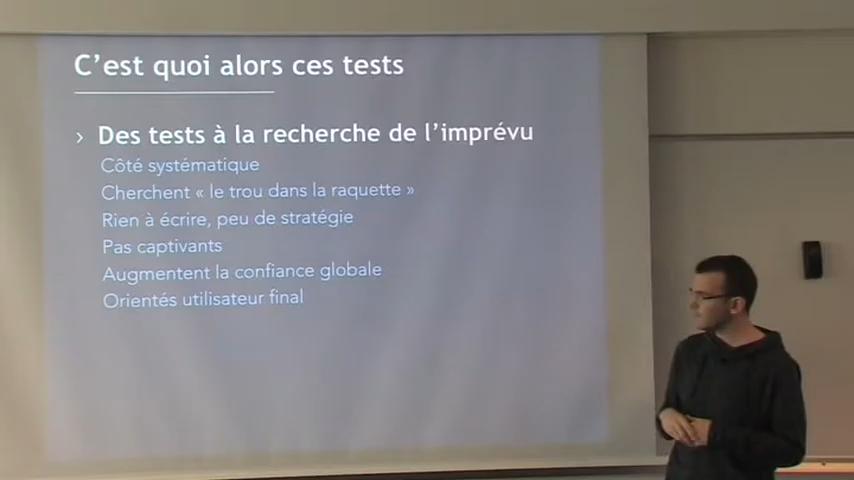 C'est quoi alors ces tests
› Des tests à la recherche de l'imprévu
Côté systématique
Cherchent « le trou dans la raquette »
Rien à écrire, peu de stratégie
Pas captivants
Augmentent la confiance globale
Orientés utilisateur final